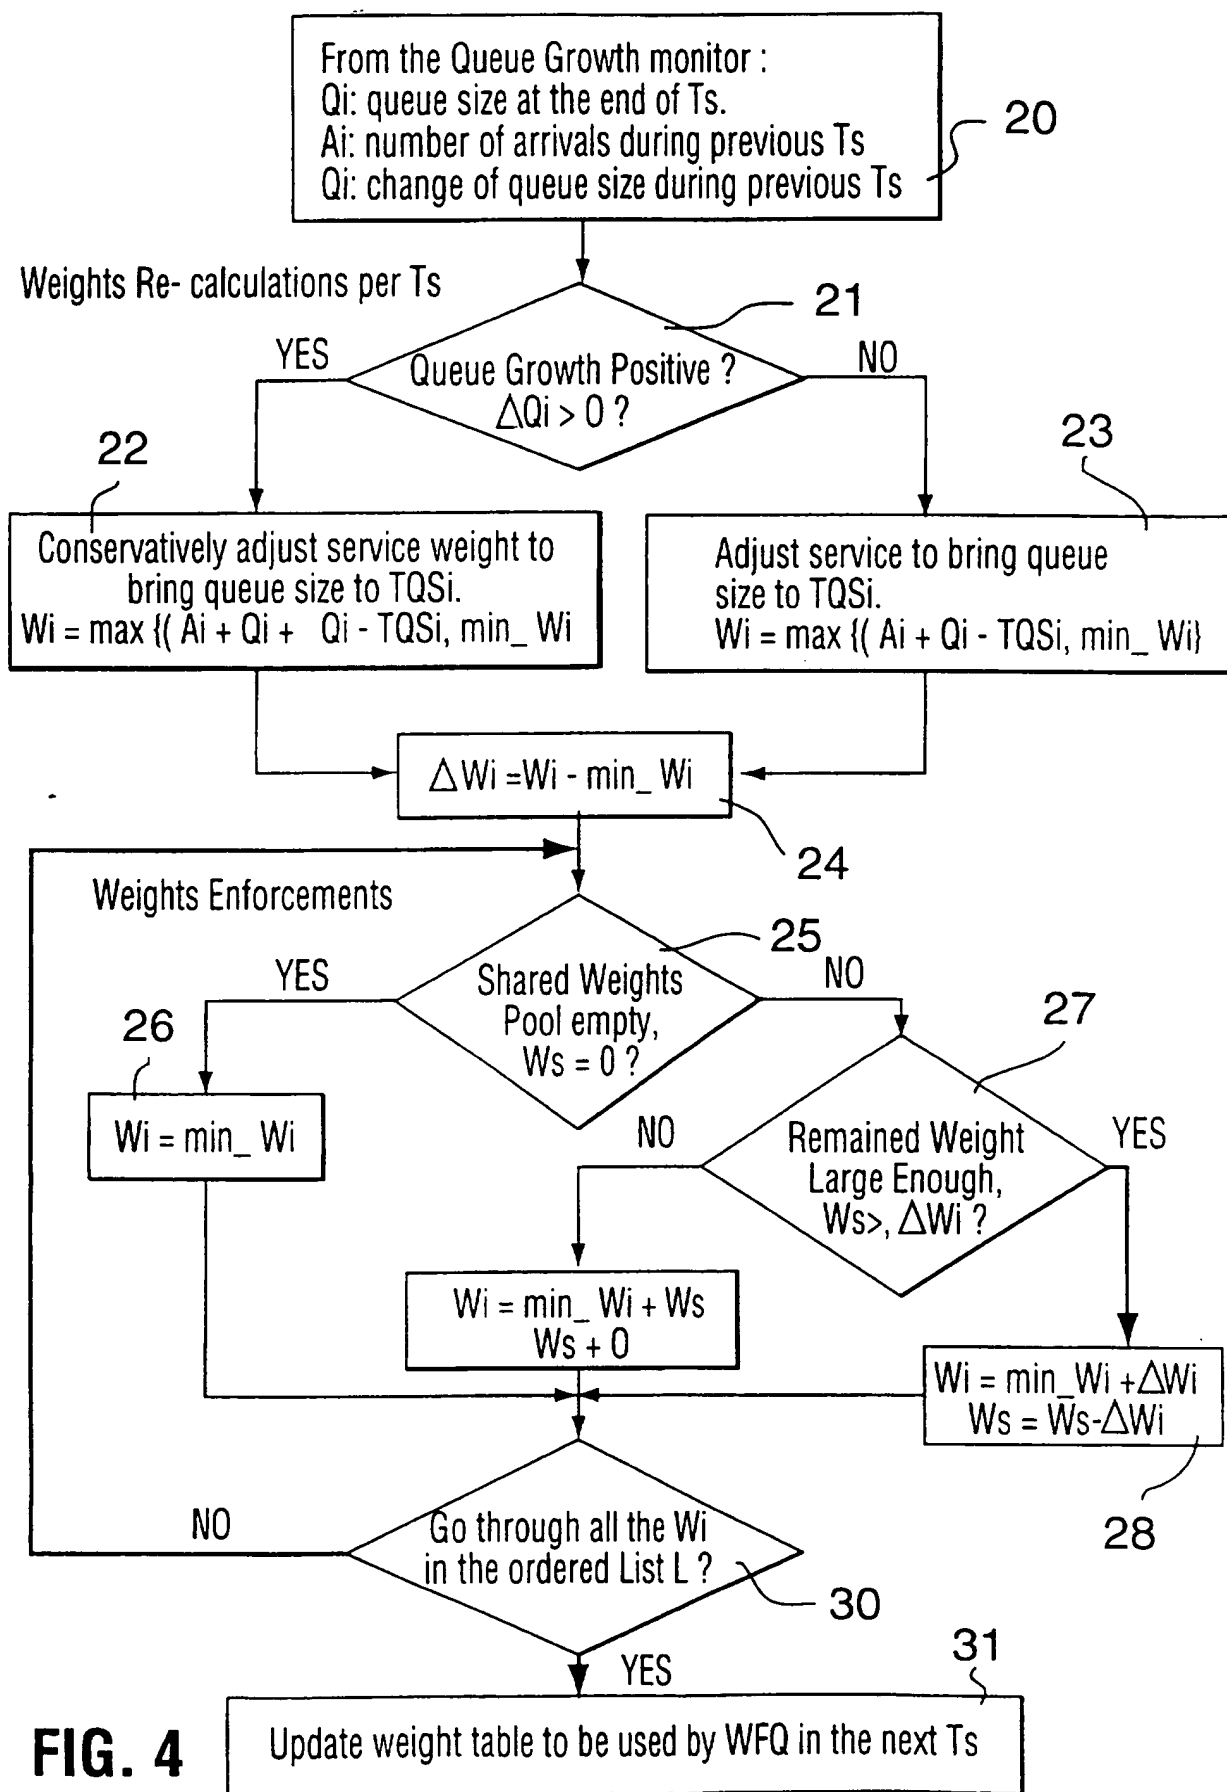 From the Queue Growth monitor :
Qi: queue size at the end of Ts.
Ai: number of arrivals during previous Ts
Qi: change of queue size during previous Ts
20
Weights Re- calculations per Ts
21
YES
Queue Growth Positive ?
ΔQi > 0 ?
NO
22
23
Conservatively adjust service weight to
bring queue size to TQSi.
Wi = max {( Ai + Qi + Qi - TQSi, min_ Wi
Adjust service to bring queue
size to TQSi.
Wi = max {( Ai + Qi - TQSi, min_ Wi}
ΔWi =Wi - min_ Wi
24
Weights Enforcements
25
YES
Shared Weights
Pool empty,
Ws = 0 ?
NO
26
27
Wi = min_ Wi
NO
Remained Weight
Large Enough,
Ws>, ΔWi ?
YES
Wi = min_ Wi + Ws
Ws + 0
Wi = min_Wi +ΔWi
Ws = Ws-ΔWi
28
NO
Go through all the Wi
in the ordered List L ?
30
YES
31
Update weight table to be used by WFQ in the next Ts
FIG. 4